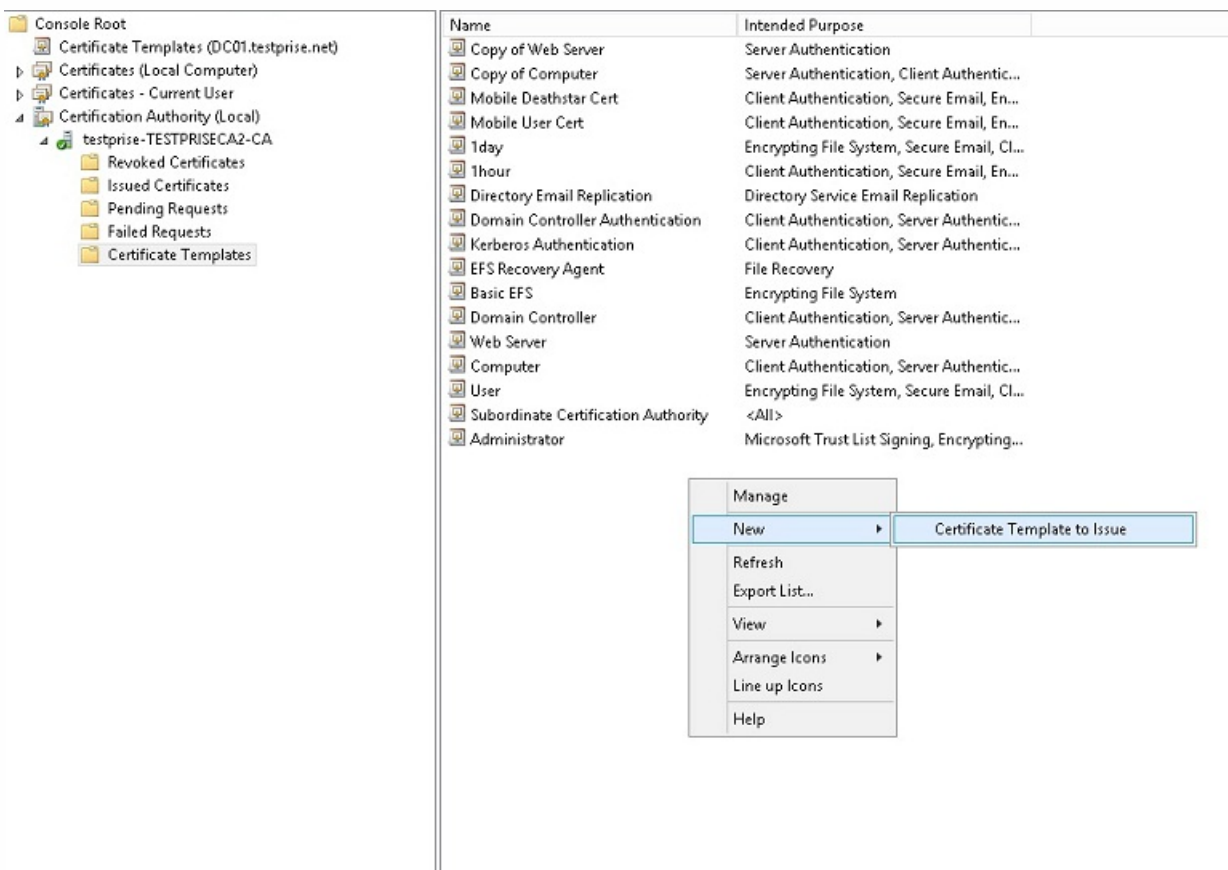 Console Root
Certificate Templates (DC01.testprise.net)
Certificates (Local Computer)
Certificates - Current User
Certification Authority (Local)
testprise-TESTPRISECA2-CA
Revoked Certificates
Issued Certificates
Pending Requests
Failed Requests
Certificate Templates
Name Intended Purpose
Copy of Web Server Server Authentication
Copy of Computer Server Authentication, Client Authentic...
Mobile Deathstar Cert Client Authentication, Secure Email, En...
Mobile User Cert Client Authentication, Secure Email, En...
1day Encrypting File System, Secure Email, Cl...
1hour Client Authentication, Secure Email, En...
Directory Email Replication Directory Service Email Replication
Domain Controller Authentication Client Authentication, Server Authentic...
Kerberos Authentication Client Authentication, Server Authentic...
EFS Recovery Agent File Recovery
Basic EFS Encrypting File System
Domain Controller Client Authentication, Server Authentic...
Web Server Server Authentication
Computer Client Authentication, Server Authentic...
User Encrypting File System, Secure Email, Cl...
Subordinate Certification Authority <All>
Administrator Microsoft Trust List Signing, Encrypting...
Manage
New Certificate Template to Issue
Refresh
Export List...
View
Arrange Icons
Line up Icons
Help